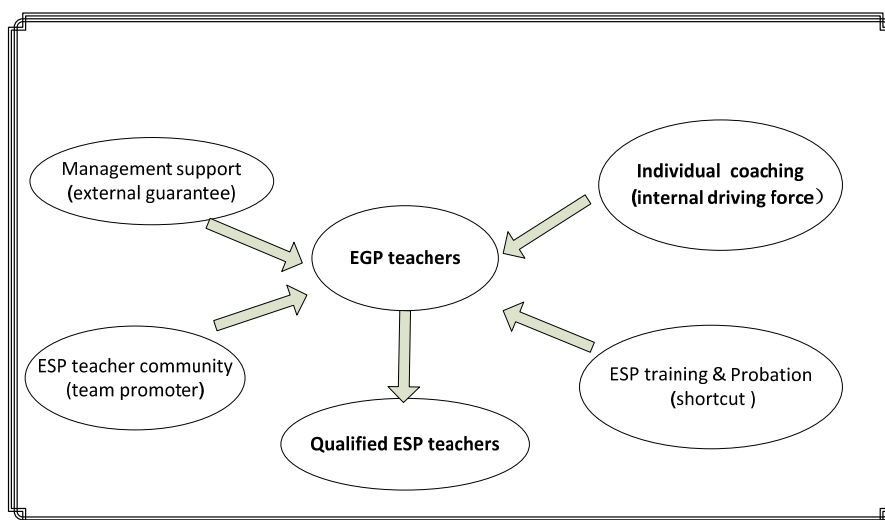 Management support
(external guarantee)
Individual coaching
(internal driving force）
EGP teachers
ESP teacher community
(team promoter)
ESP training & Probation
(shortcut )
Qualified ESP teachers